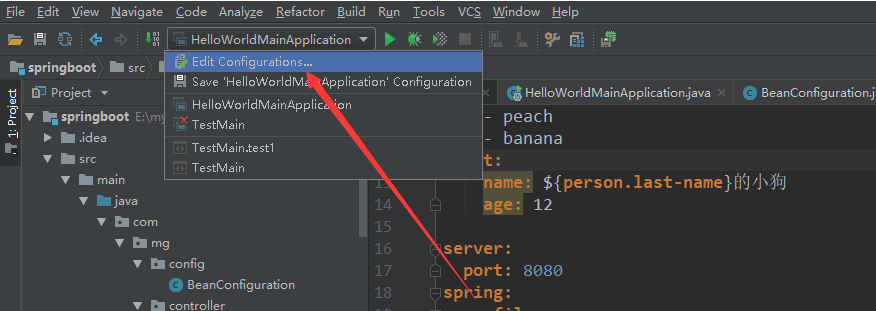 File Edit View Navigate Code Analyze Refactor Build Run Tools VCS Window Help
HelloWorldMainApplication
springboot src
Edit Configurations...
Save 'HelloWorldMainApplication' Configuration
HelloWorldMainApplication
TestMain
TestMain.test1
TestMain
1: Project
Project
HelloWorldMainApplication.java BeanConfiguration.j
springboot E:\my
.idea
src
main
java
com
mg
config
BeanConfiguration
controller
- peach
- banana
t:
13 name: ${person.last-name}的小狗
14 age: 12
15
16 server:
17 port: 8080
18 spring: